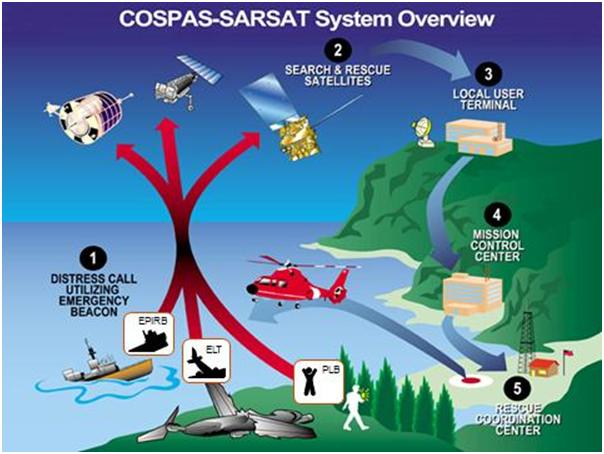 COSPAS-SARSAT System Overview
2
SEARCH & RESCUE
SATELLITES
3
LOCAL USER
TERMINAL
4
MISSION
CONTROL
CENTER
1
DISTRESS CALL
UTILIZING
EMERGENCY
BEACON
EPIRB
ELT
PLB
5
RESCUE
COORDINATION
CENTER